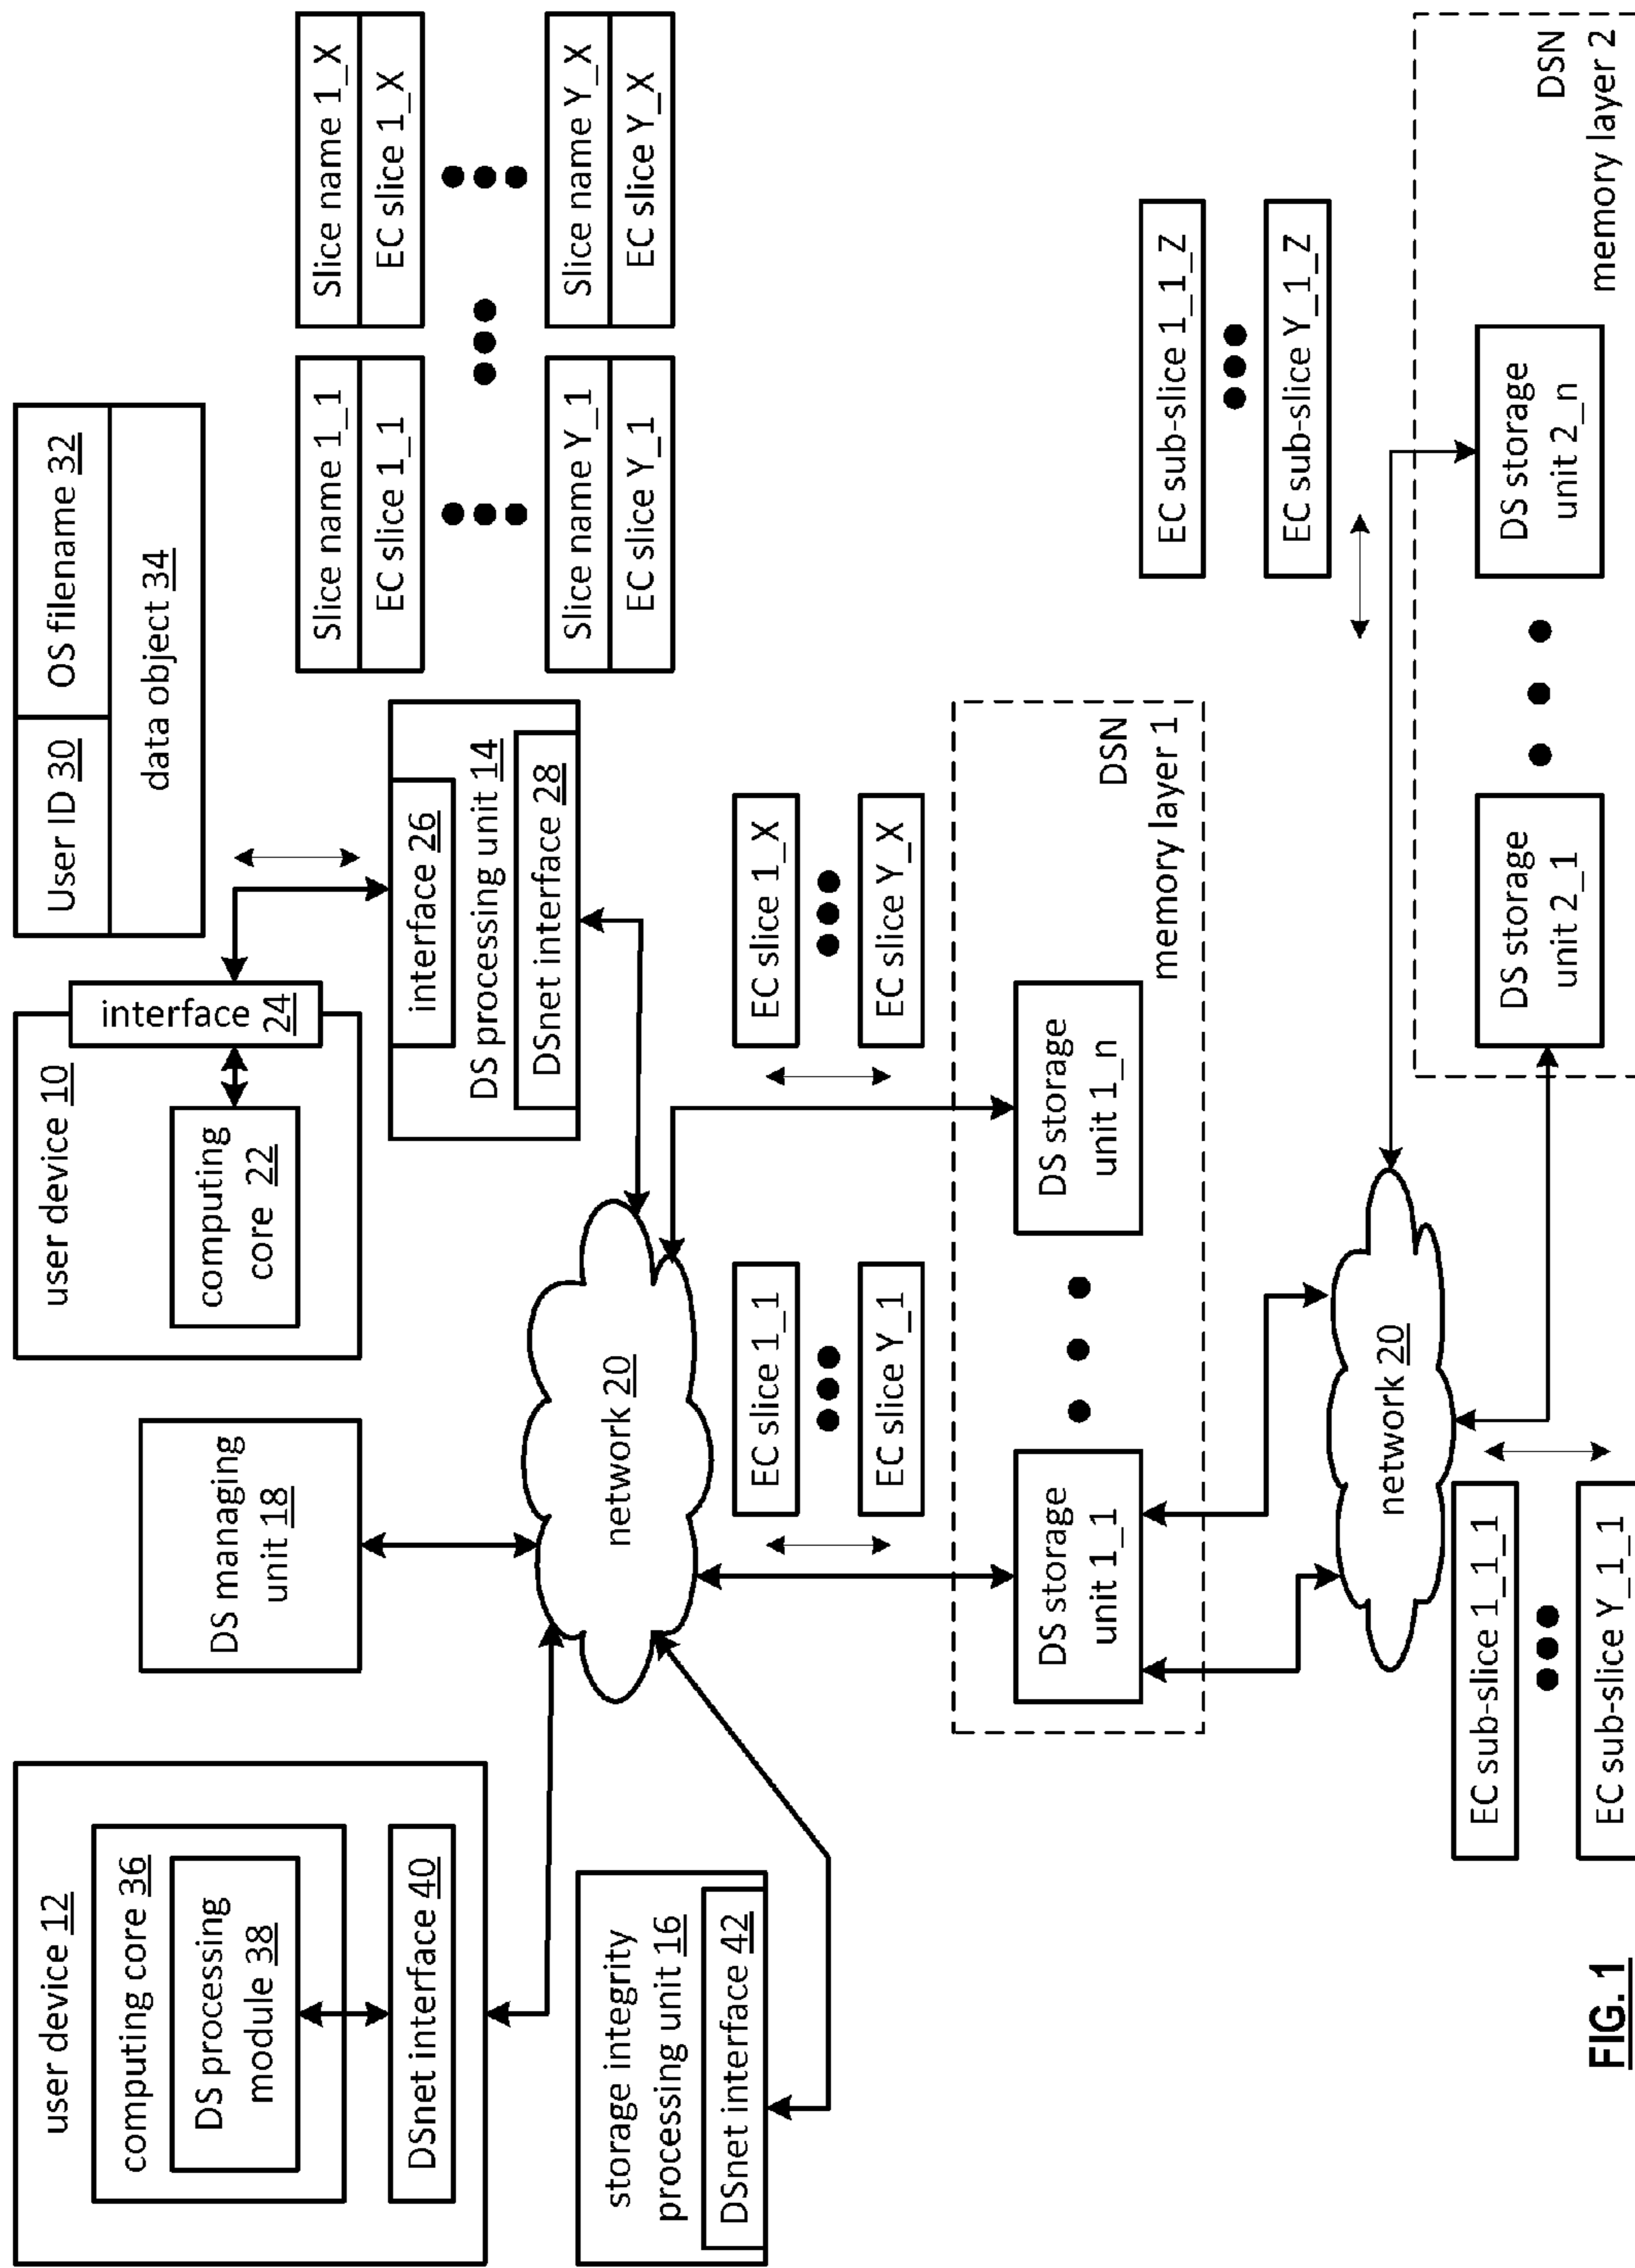 user device 12
computing core 36
DS processing
module 38
DSnet interface 40
DS managing
unit 18
user device 10
computing
core 22
interface 24
User ID 30
OS filename 32
data object 34
interface 26
DS processing unit 14
DSnet interface 28
Slice name 1_1
EC slice 1_1
Slice name Y_1
EC slice Y_1
Slice name 1_X
EC slice 1_X
Slice name Y_X
EC slice Y_X
storage integrity
processing unit 16
DSnet interface 42
network 20
EC slice 1_1
EC slice Y_1
EC slice 1_X
EC slice Y_X
DS storage
unit 1_1
DS storage
unit 1_n
DSN
memory layer 1
network 20
EC sub-slice 1_1_1
EC sub-slice Y_1_1
EC sub-slice 1_1_Z
EC sub-slice Y_1_Z
DS storage
unit 2_1
DS storage
unit 2_n
DSN
memory layer 2
FIG. 1